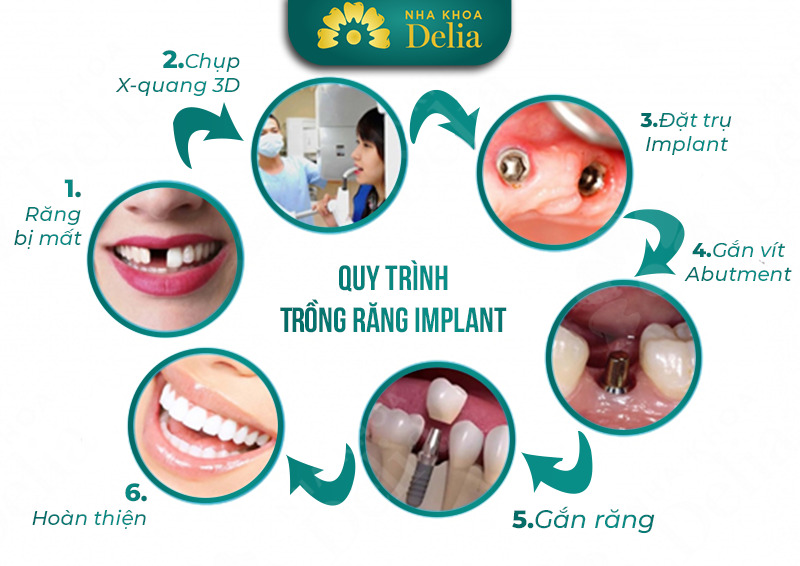 NHA KHOA
Delia
QUY TRÌNH
TRỒNG RĂNG IMPLANT
1.
Răng
bị mất
2.Chụp
X-quang 3D
3.Đặt trụ
Implant
4.Gắn vít
Abutment
5.Gắn răng
6.
Hoàn thiện